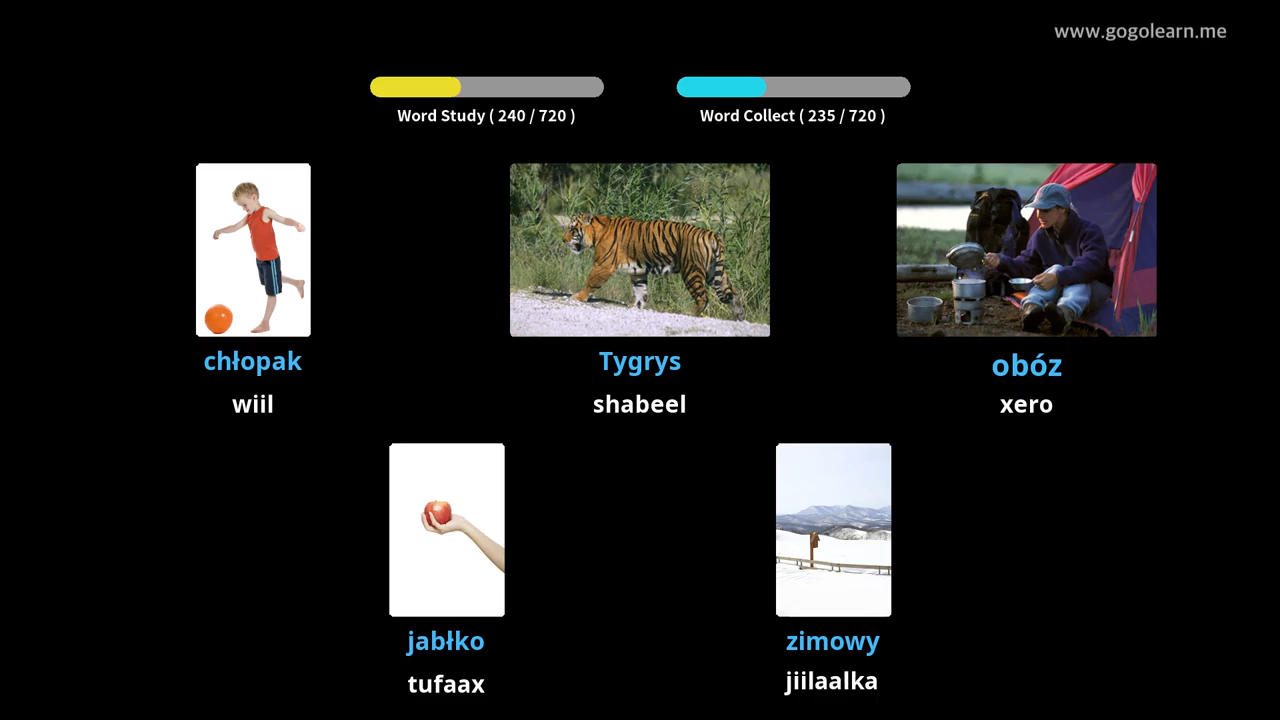 www.gogolearn.me
Word Study ( 240 / 720 )
Word Collect ( 235 / 720 )
chłopak
wiil
Tygrys
shabeel
obóz
xero
jabłko
tufaax
zimowy
jiilaalka